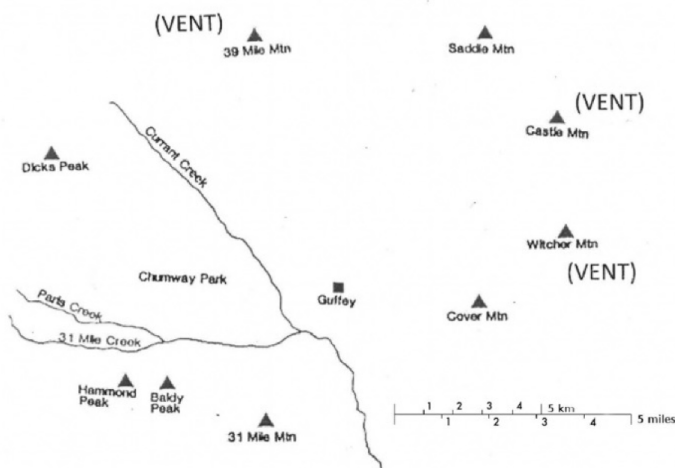 (VENT)
39 Mile Mtn
Saddle Mtn
(VENT)
Castle Mtn
Currant Creek
Dicks Peak
Witcher Mtn
(VENT)
Chumway Park
Guffey
Cover Mtn
Parts Creek
31 Mile Creek
Hammond
Peak
Baldy
Peak
31 Mile Mtn
1 2 3 4 5 km
1 2 3 4 5 miles